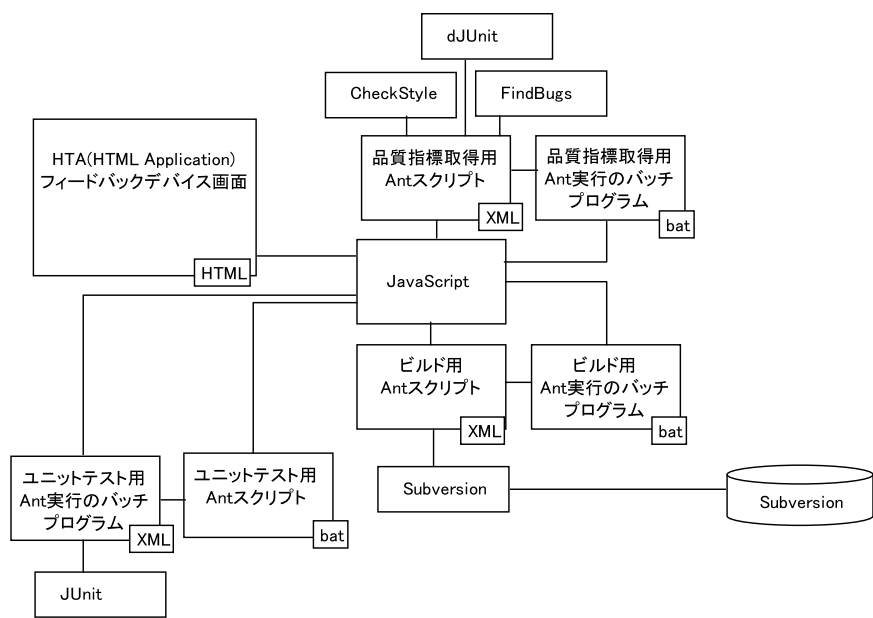 dJUnit
CheckStyle
FindBugs
HTA(HTML Application)
フィードバックデバイス画面
HTML
品質指標取得用
Antスクリプト
XML
品質指標取得用
Ant実行のバッチ
プログラム
bat
JavaScript
ビルド用
Antスクリプト
XML
ビルド用
Ant実行のバッチ
プログラム
bat
ユニットテスト用
Ant実行のバッチ
プログラム
XML
ユニットテスト用
Antスクリプト
bat
Subversion
Subversion
JUnit